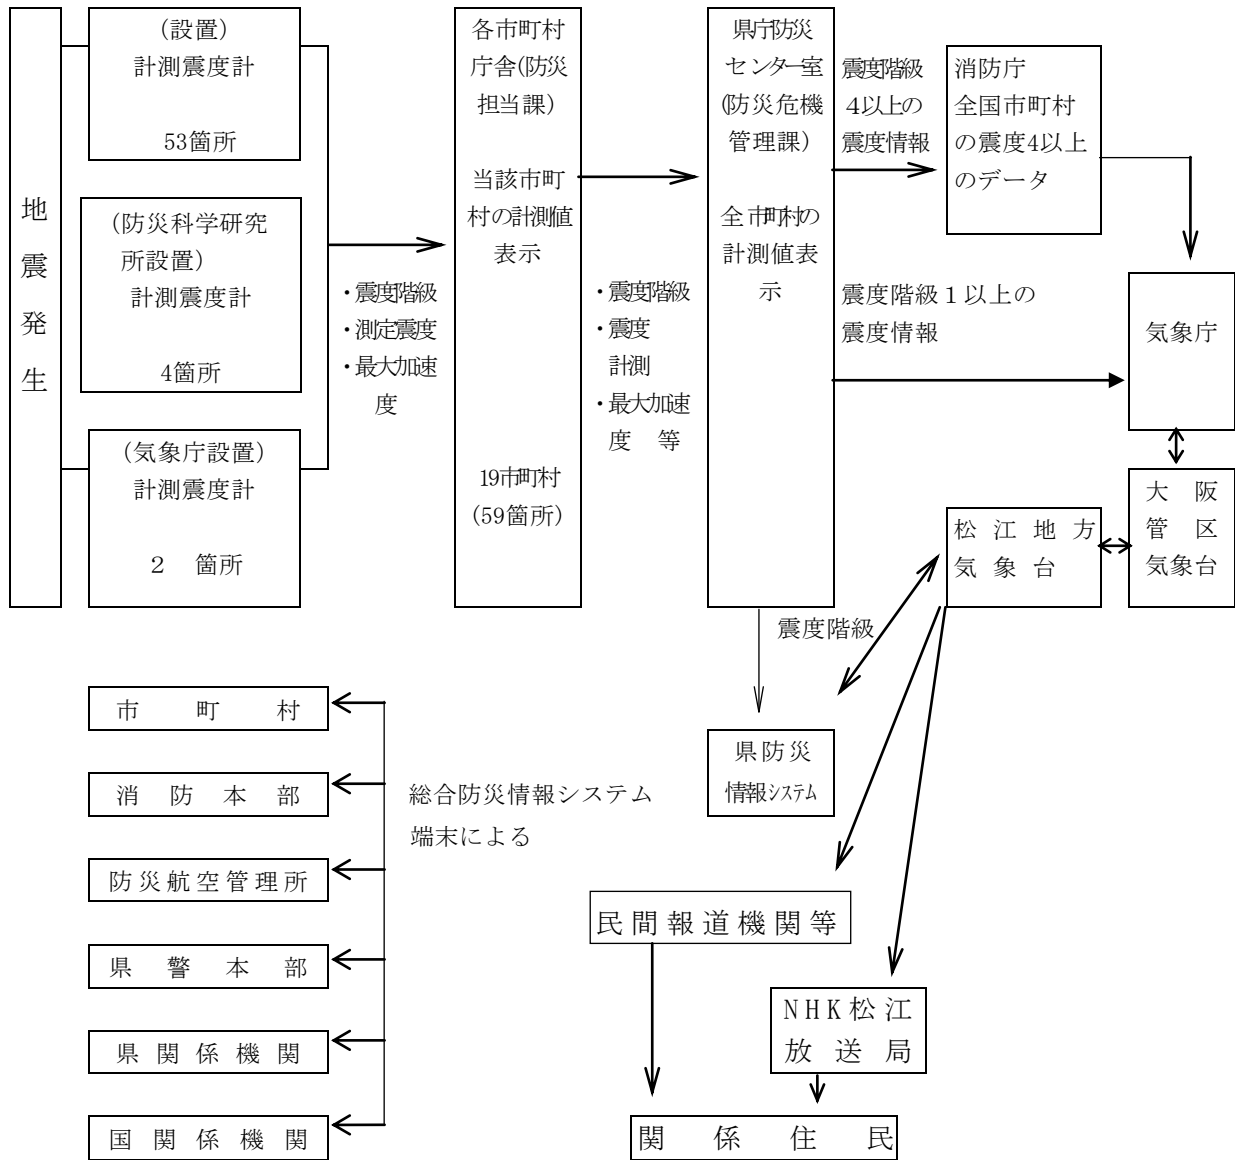 地
震
発
生
(設置)
計測震度計
53箇所
(防災科学研究
所設置)
計測震度計
4箇所
(気象庁設置)
計測震度計
2 箇所
・震度階級
・測定震度
・最大加速
度
各市町村
庁舎(防災
担当課)
当該市町
村の計測値
表示
19市町村
(59箇所)
・震度階級
・震度
計測
・最大加速
度 等
県庁防災
センター室
(防災危機
管理課)
全市町村の
計測値表
示
震度階級
4以上の
震度情報
消防庁
全国市町村
の震度4以上
のデータ
震度階級1以上の
震度情報
気象庁
大阪
管区
気象台
松江地方
気象台
震度階級
県防災
情報システム
市町村
消防本部
防災航空管理所
県警本部
県関係機関
国関係機関
総合防災情報システム
端末による
民間報道機関等
NHK松江
放送局
関係住民